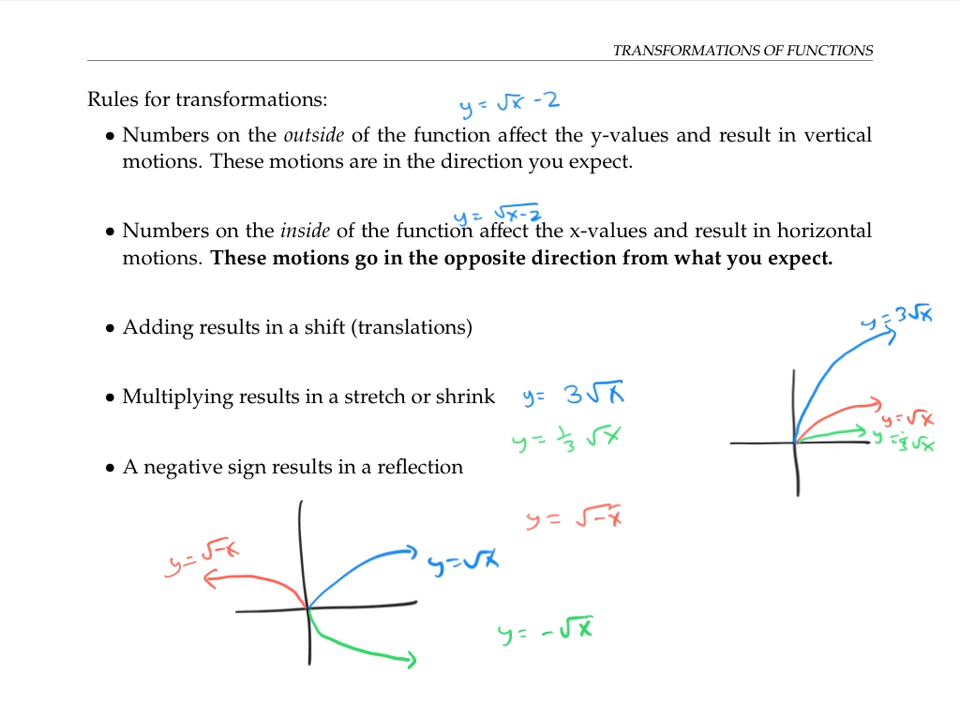 TRANSFORMATIONS OF FUNCTIONS
Rules for transformations:
y = √x - 2
• Numbers on the outside of the function affect the y-values and result in vertical
motions. These motions are in the direction you expect.
y = √(x-2)
• Numbers on the inside of the function affect the x-values and result in horizontal
motions. These motions go in the opposite direction from what you expect.
• Adding results in a shift (translations)
y = 3√x
• Multiplying results in a stretch or shrink
y = 3√x
y = √x
y = 1/3 √x
y = 1/3 √x
• A negative sign results in a reflection
y = √-x
y = √-x
y = √x
y = -√x